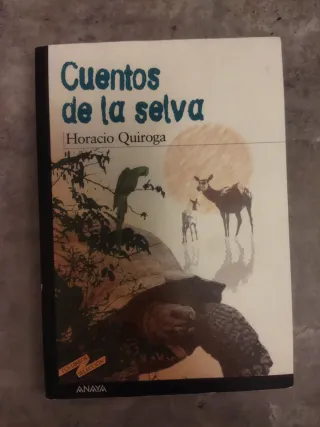 Cuentos
de la selva
Horacio Quiroga
ANAYA